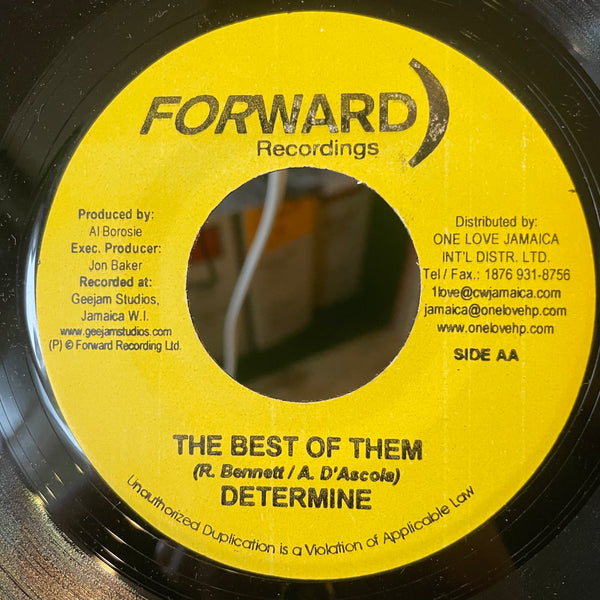 FORWARD
Recordings
Produced by:
Al Borosie
Exec. Producer:
Jon Baker
Recorded at:
Geejam Studios,
Jamaica W.I.
www.geejamstudios.com
(P) © Forward Recording Ltd.
Distributed by:
ONE LOVE JAMAICA
INT'L DISTR. LTD.
Tel / Fax.: 1876 931-8756
1love@cwjamaica.com
jamaica@onelovehp.com
www.onelovehp.com
SIDE AA
THE BEST OF THEM
(R. Bennett / A. D'Ascola)
DETERMINE
Unauthorized Duplication is a Violation of Applicable Law